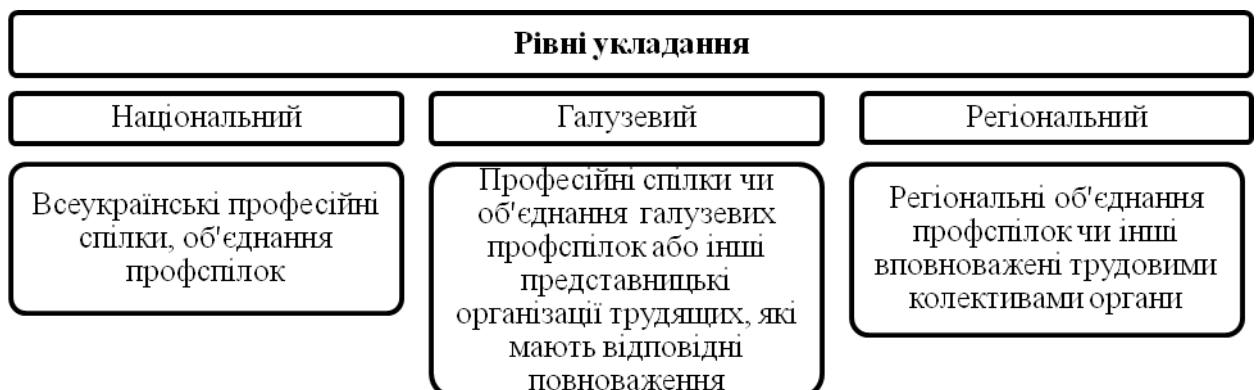 Рівні укладання
Національний
Галузевий
Регіональний
Всеукраїнські професійні
спілки, об'єднання
профспілок
Професійні спілки чи
об'єднання галузевих
профспілок або інші
представницькі
організації трудящих, які
мають відповідні
повноваження
Регіональні об'єднання
профспілок чи інші
вповноважені трудовими
колективами органи